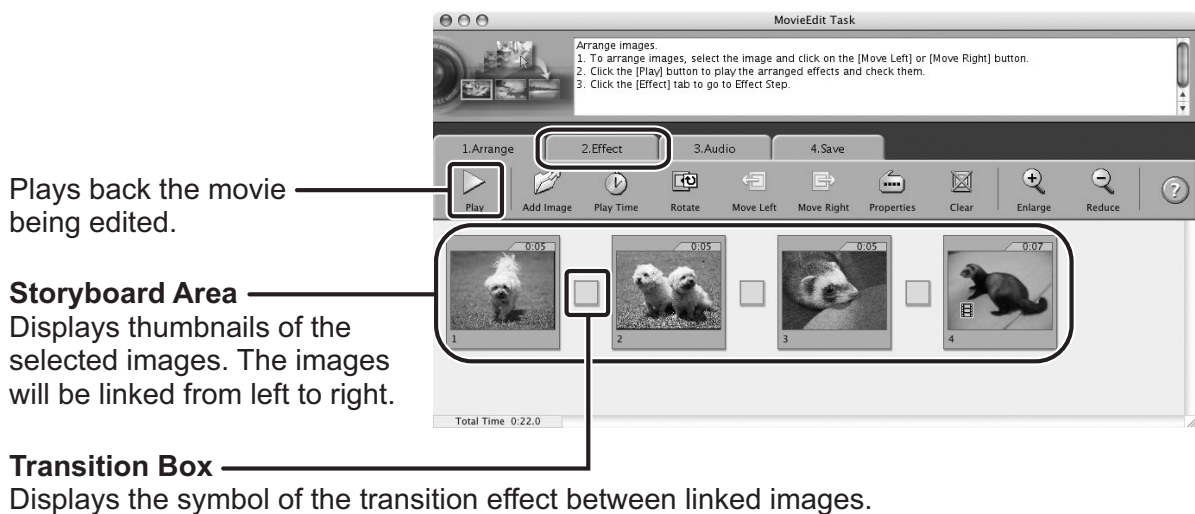 MovieEdit Task
Arrange images.
1. To arrange images, select the image and click on the [Move Left] or [Move Right] button.
2. Click the [Play] button to play the arranged effects and check them.
3. Click the [Effect] tab to go to Effect Step.
1.Arrange 2.Effect 3.Audio 4.Save
Play Add Image Play Time Rotate Move Left Move Right Properties Clear Enlarge Reduce ?
Plays back the movie
being edited.
0:05 0:05 0:05 0:07
1 2 3 4
Storyboard Area
Displays thumbnails of the
selected images. The images
will be linked from left to right.
Total Time 0:22.0
Transition Box
Displays the symbol of the transition effect between linked images.